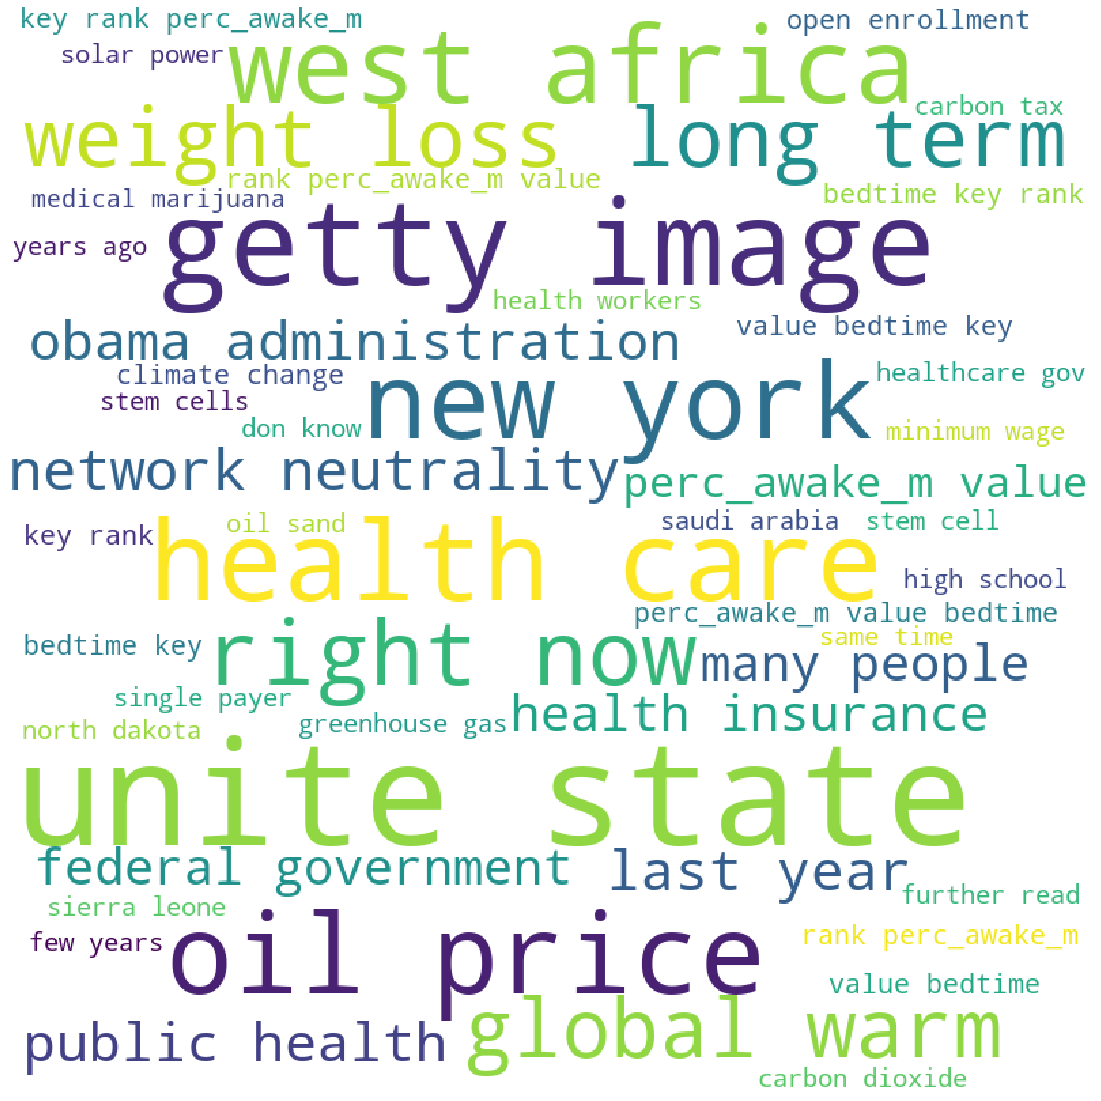 key rank perc_awake_m
open enrollment
solar power
west africa
carbon tax
weight loss
long term
rank perc_awake_m value
medical marijuana
bedtime key rank
years ago
getty image
health workers
obama administration
value bedtime key
climate change
new york
healthcare gov
stem cells
don know
minimum wage
network neutrality
perc_awake_m value
key rank
oil sand
saudi arabia
stem cell
health care
high school
perc_awake_m value bedtime
bedtime key
right now
same time
many people
single payer
north dakota
greenhouse gas
health insurance
unite state
federal government
last year
further read
sierra leone
few years
oil price
rank perc_awake_m
value bedtime
public health
global warm
carbon dioxide